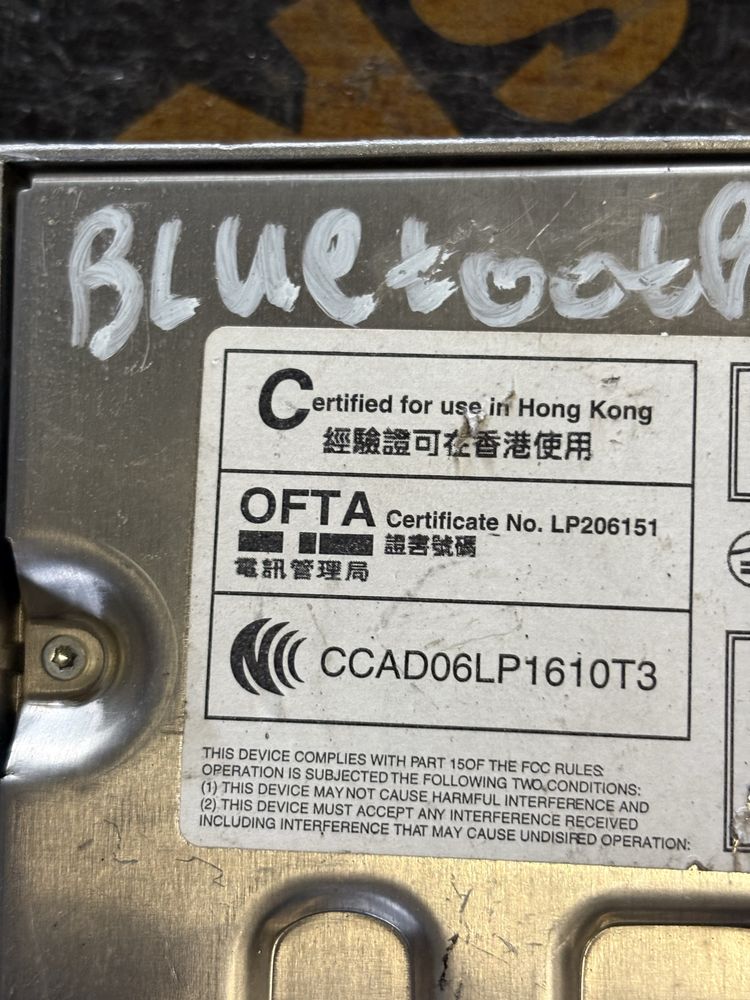 BLUetooth
Certified for use in Hong Kong
經驗證可在香港使用
OFTA Certificate No. LP206151
證書號碼
電訊管理局
CCAD06LP1610T3
THIS DEVICE COMPLIES WITH PART 15OF THE FCC RULES:
OPERATION IS SUBJECTED THE FOLLOWING TWO CONDITIONS:
(1) THIS DEVICE MAYNOT CAUSE HARMFUL INTERFERENCE AND
(2) THIS DEVICE MUST ACCEPT ANY INTERFERENCE RECEIVED
INCLUDING INTERFERENCE THAT MAY CAUSE UNDISIRED OPERATION: